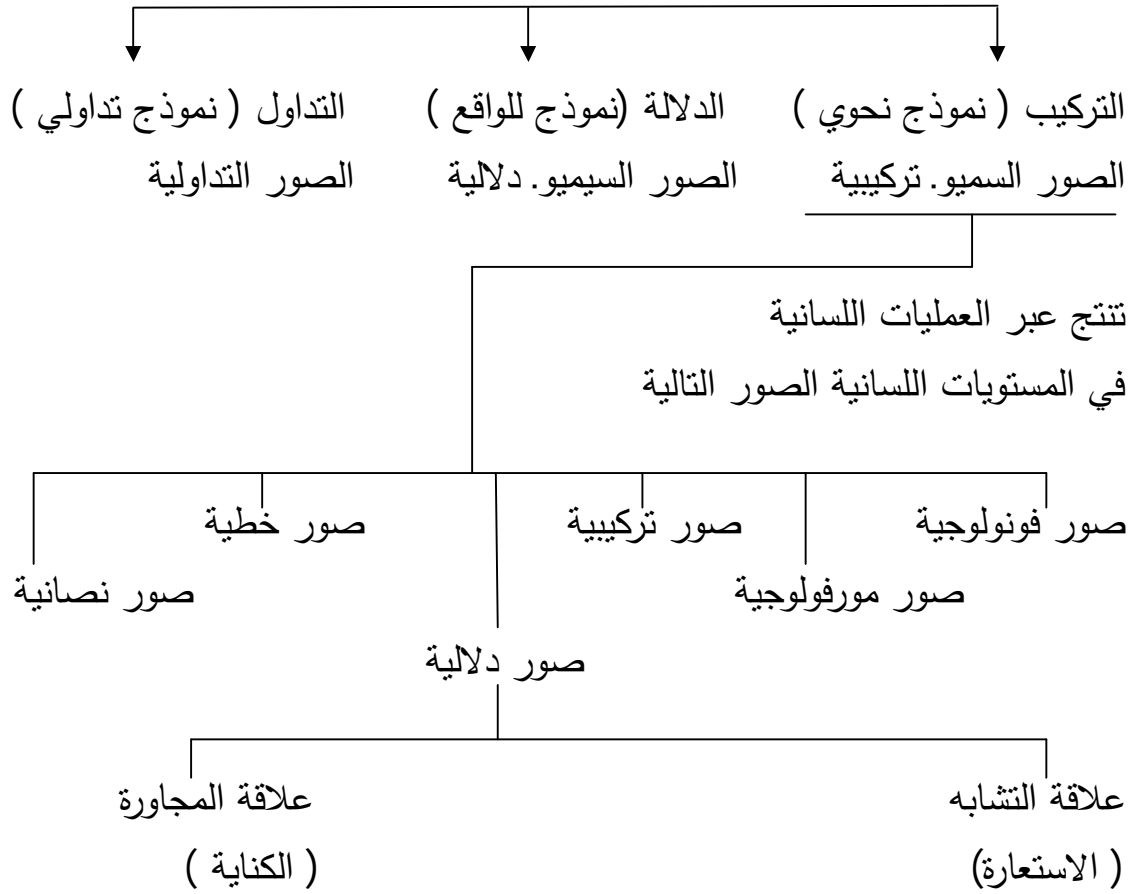 التركيب ( نموذج نحوي ) الدلالة (نموذج للواقع ) التداول ( نموذج تداولي )
الصور السميو. تركيبية الصور السيميو. دلالية الصور التداولية
تنتج عبر العمليات اللسانية
في المستويات اللسانية الصور التالية
صور فونولوجية صور تركيبية صور خطية
صور مورفولوجية صور نصانية
صور دلالية
علاقة التشابه علاقة المجاورة
( الاستعارة) ( الكناية )